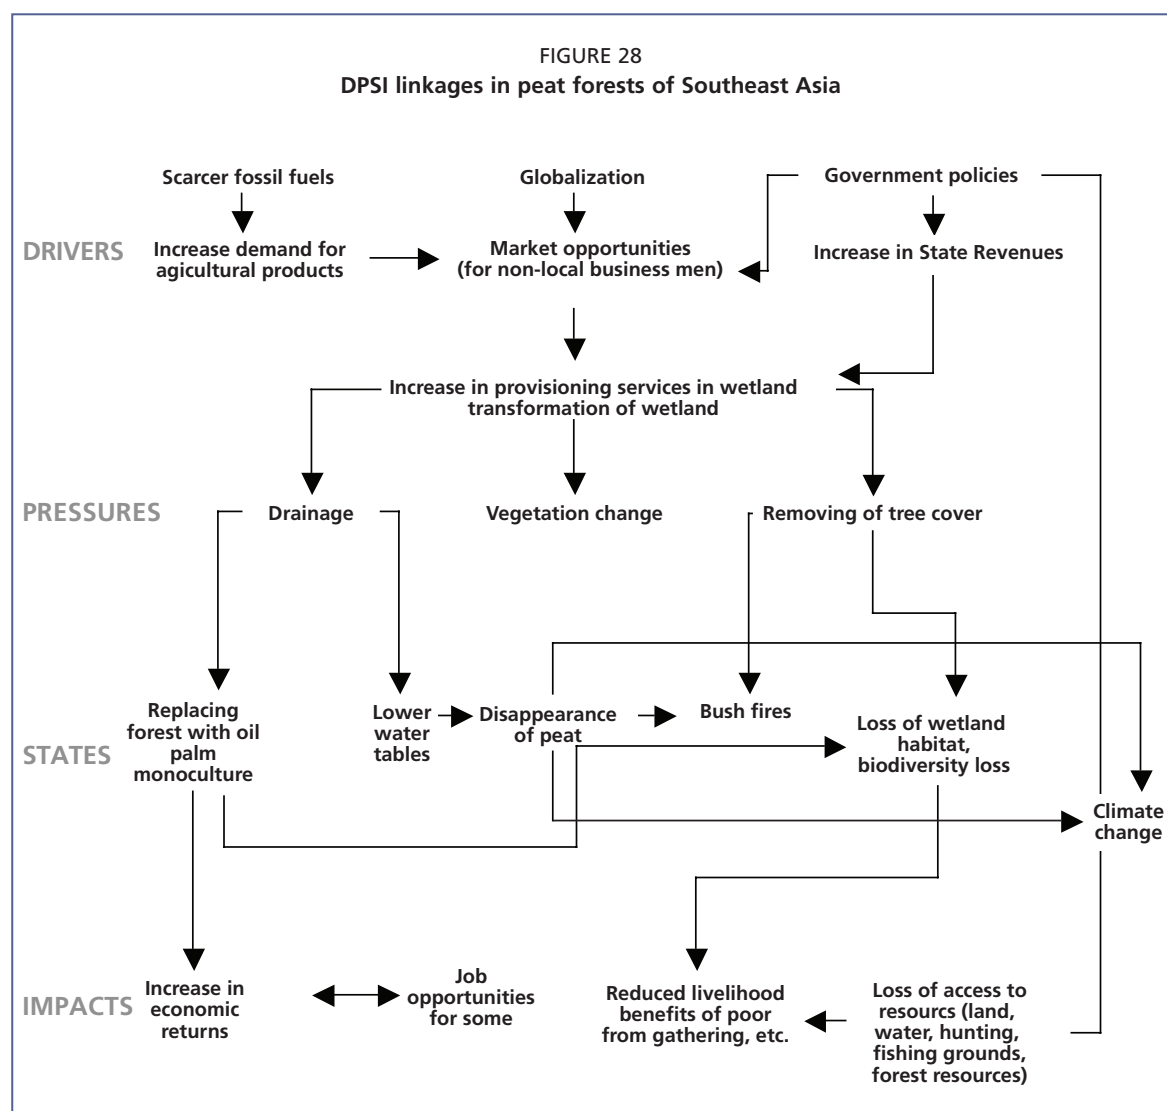 FIGURE 28
DPSI linkages in peat forests of Southeast Asia
Scarcer fossil fuels
Globalization
Government policies
DRIVERS
Increase demand for
agicultural products
Market opportunities
(for non-local business men)
Increase in State Revenues
Increase in provisioning services in wetland
transformation of wetland
PRESSURES
Drainage
Vegetation change
Removing of tree cover
STATES
Replacing
forest with oil
palm
monoculture
Lower
water
tables
Disappearance
of peat
Bush fires
Loss of wetland
habitat,
biodiversity loss
Climate
change
IMPACTS
Increase in
economic
returns
Job
opportunities
for some
Reduced livelihood
benefits of poor
from gathering, etc.
Loss of access to
resourcs (land,
water, hunting,
fishing grounds,
forest resources)